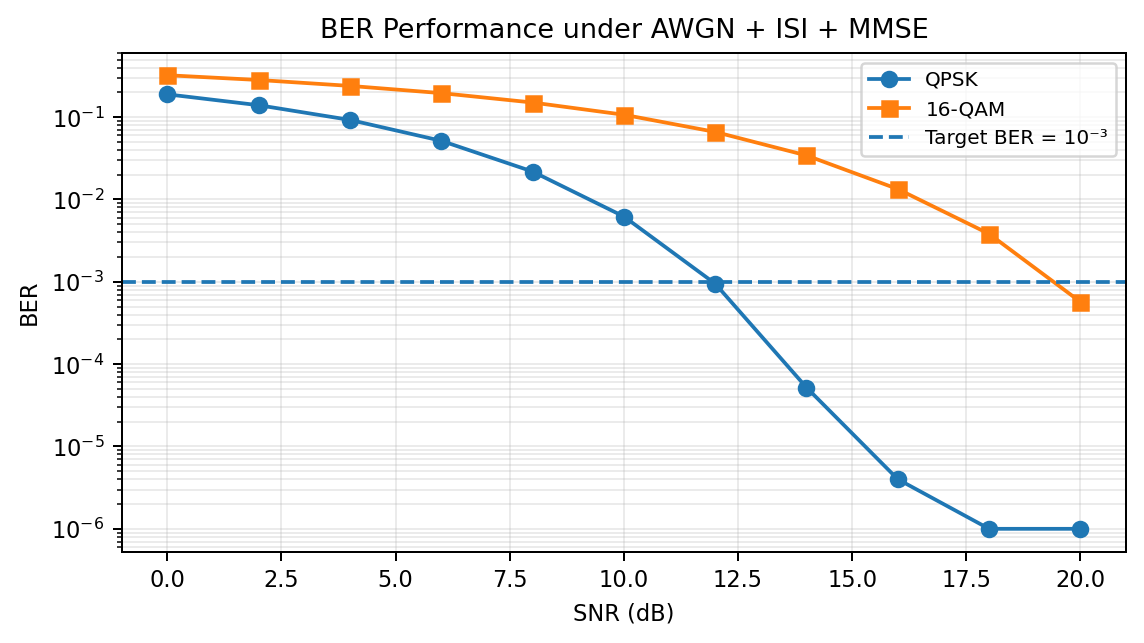 BER Performance under AWGN + ISI + MMSE
QPSK
16-QAM
Target BER = 10⁻³
BER
10⁻¹
10⁻²
10⁻³
10⁻⁴
10⁻⁵
10⁻⁶
0.0 2.5 5.0 7.5 10.0 12.5 15.0 17.5 20.0
SNR (dB)